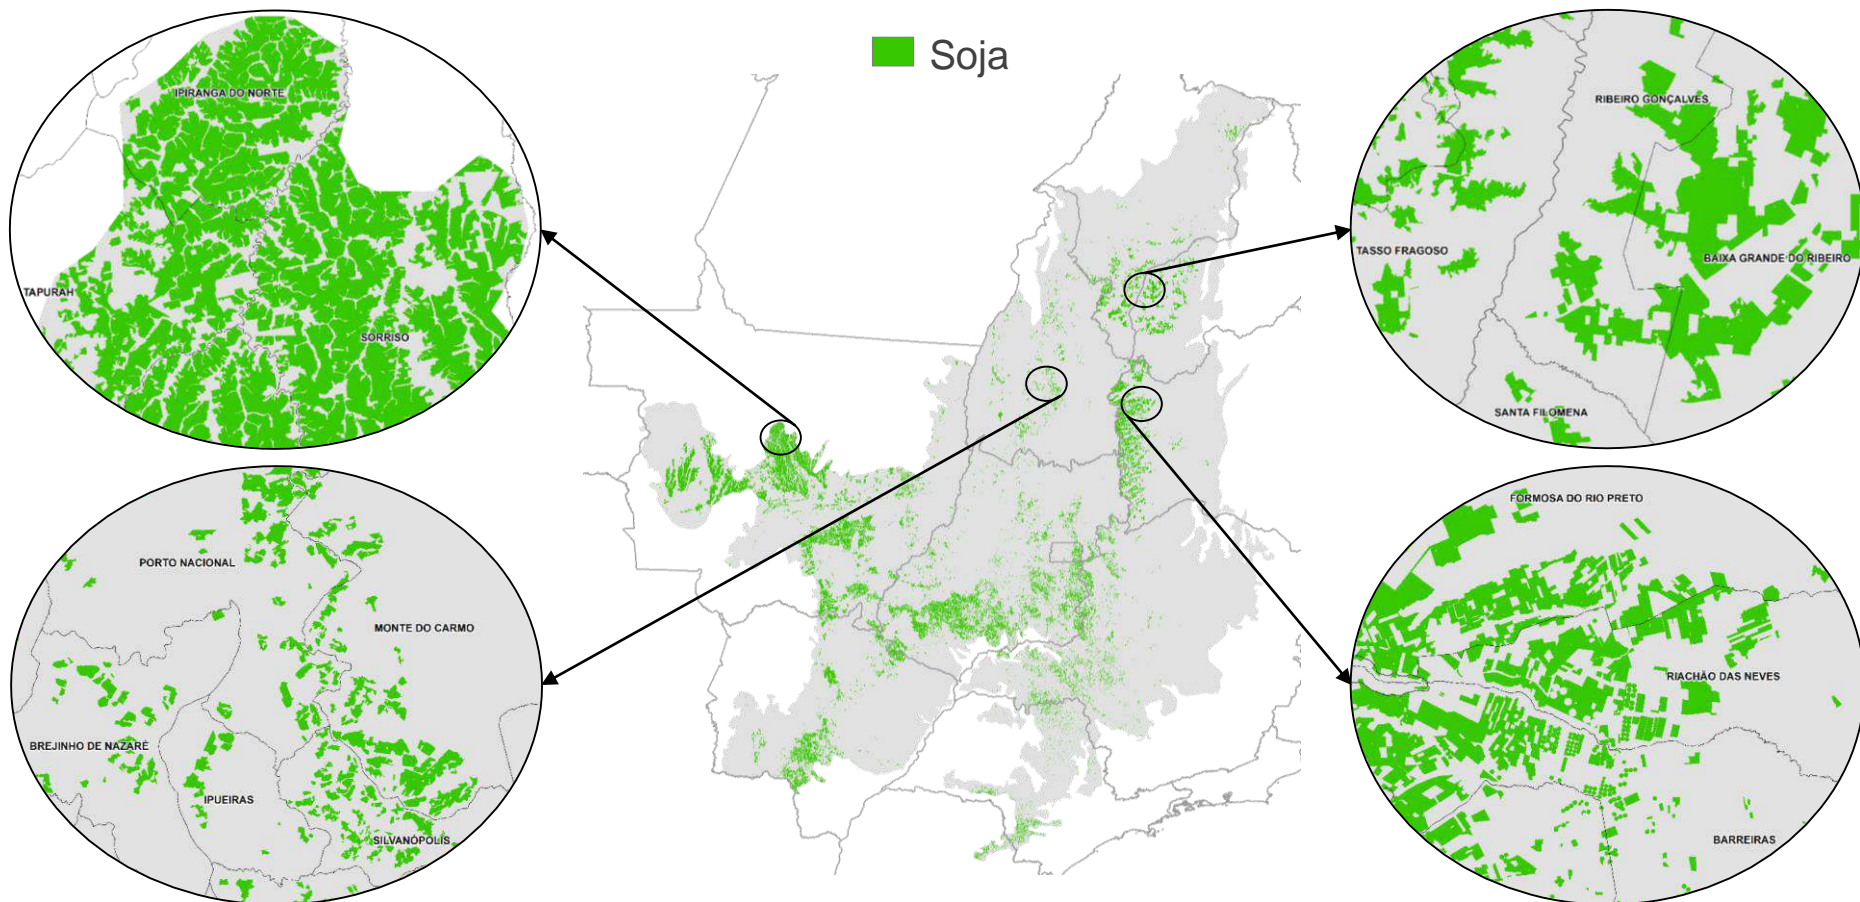 Soja
IPIRANGA DO NORTE
TAPURAH
SORRISO
RIBEIRO GONÇALVES
TASSO FRAGOSO
BAIXA GRANDE DO RIBEIRO
SANTA FILOMENA
PORTO NACIONAL
MONTE DO CARMO
BREJINHO DE NAZARÉ
IPUEIRAS
SILVANÓPOLIS
FORMOSA DO RIO PRETO
RIACHÃO DAS NEVES
BARREIRAS